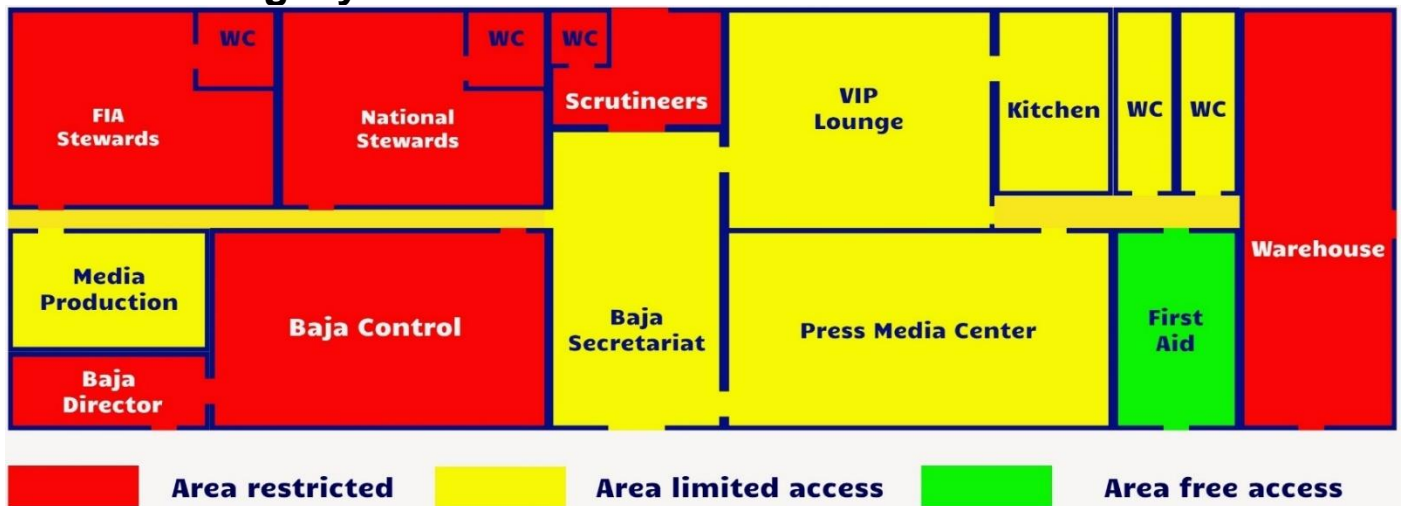 WC
WC
WC
FIA
Stewards
National
Stewards
Scrutineers
VIP
Lounge
Kitchen
WC
WC
Media
Production
Baja Control
Baja
Director
Baja
Secretariat
Press Media Center
First
Aid
Warehouse
Area restricted
Area limited access
Area free access